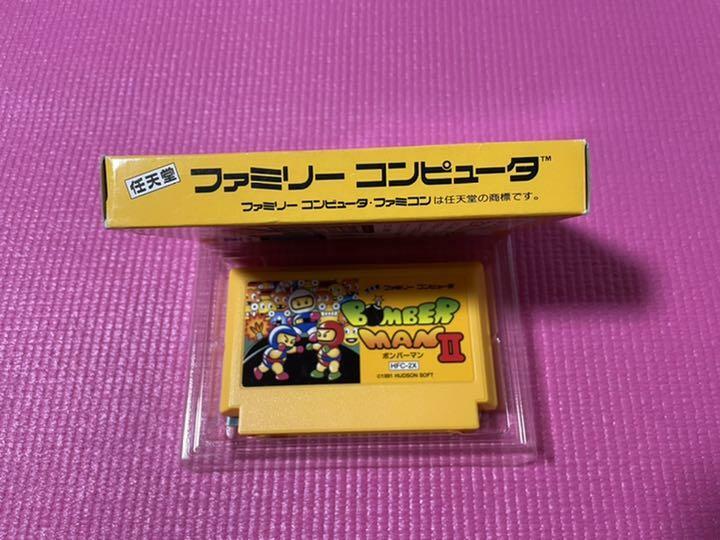 任天堂 ファミリー コンピュータ™
ファミリー コンピュータ・ファミコンは任天堂の商標です。
ファミリー コンピュータ
BOMBER
MAN II
ボンバーマン
HFC-2X
©1991 HUDSON SOFT